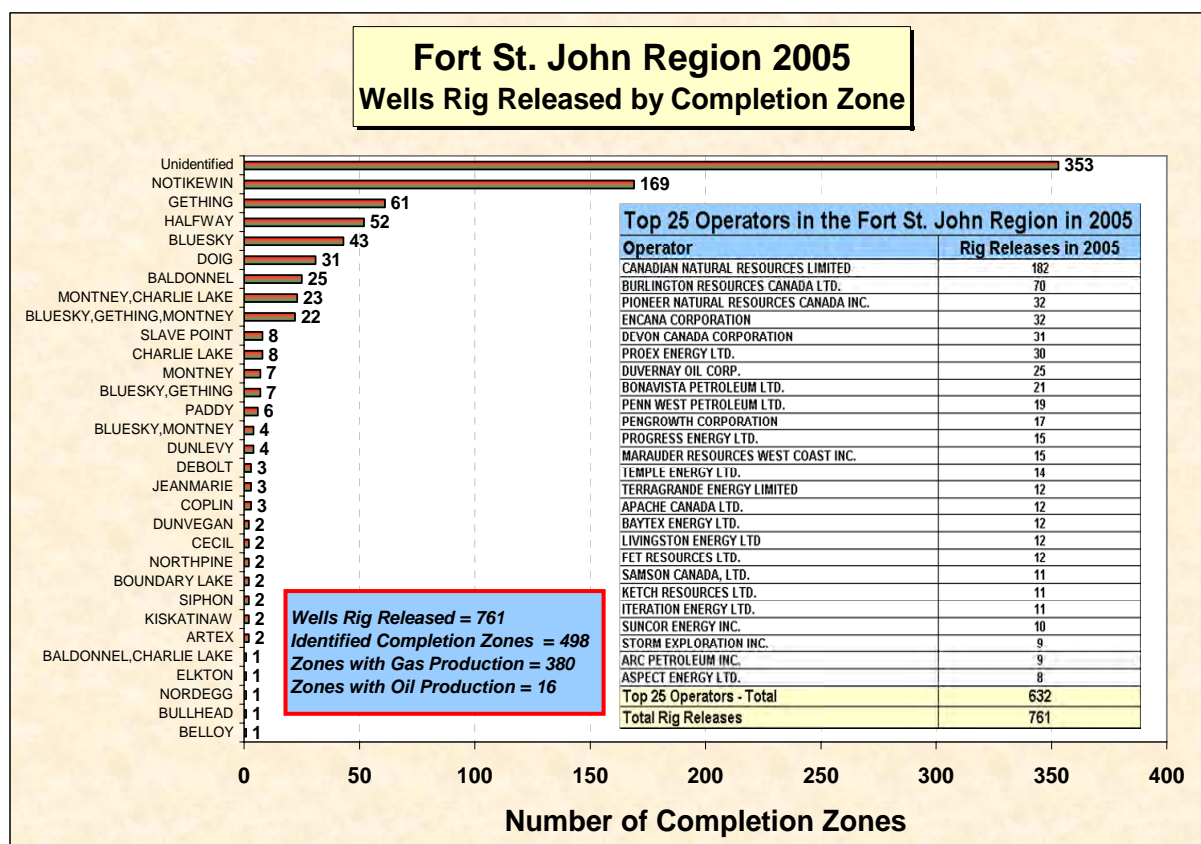 Fort St. John Region 2005
Wells Rig Released by Completion Zone
Unidentified 353
NOTIKEWIN 169
GETHING 61
HALFWAY 52
BLUESKY 43
DOIG 31
BALDONNEL 25
MONTNEY,CHARLIE LAKE 23
BLUESKY,GETHING,MONTNEY 22
SLAVE POINT 8
CHARLIE LAKE 8
MONTNEY 7
BLUESKY,GETHING 7
PADDY 6
BLUESKY,MONTNEY 4
DUNLEVY 4
DEBOLT 3
JEANMARIE 3
COPLIN 3
DUNVEGAN 2
CECIL 2
NORTHPINE 2
BOUNDARY LAKE 2
SIPHON 2
KISKATINAW 2
ARTEX 2
BALDONNEL,CHARLIE LAKE 1
ELKTON 1
NORDEGG 1
BULLHEAD 1
BELLOY 1
Top 25 Operators in the Fort St. John Region in 2005
Operator Rig Releases in 2005
CANADIAN NATURAL RESOURCES LIMITED 182
BURLINGTON RESOURCES CANADA LTD. 70
PIONEER NATURAL RESOURCES CANADA INC. 32
ENCANA CORPORATION 32
DEVON CANADA CORPORATION 31
PROEX ENERGY LTD. 30
DUVERNAY OIL CORP. 25
BONAVISTA PETROLEUM LTD. 21
PENN WEST PETROLEUM LTD. 19
PENGROWTH CORPORATION 17
PROGRESS ENERGY LTD. 15
MARAUDER RESOURCES WEST COAST INC. 15
TEMPLE ENERGY LTD. 14
TERRAGRANDE ENERGY LIMITED 12
APACHE CANADA LTD. 12
BAYTEX ENERGY LTD. 12
LIVINGSTON ENERGY LTD 12
FET RESOURCES LTD. 12
SAMSON CANADA, LTD. 11
KETCH RESOURCES LTD. 11
ITERATION ENERGY LTD. 11
SUNCOR ENERGY INC. 10
STORM EXPLORATION INC. 9
ARC PETROLEUM INC. 9
ASPECT ENERGY LTD. 8
Top 25 Operators - Total 632
Total Rig Releases 761
Wells Rig Released = 761
Identified Completion Zones = 498
Zones with Gas Production = 380
Zones with Oil Production = 16
0 50 100 150 200 250 300 350 400
Number of Completion Zones